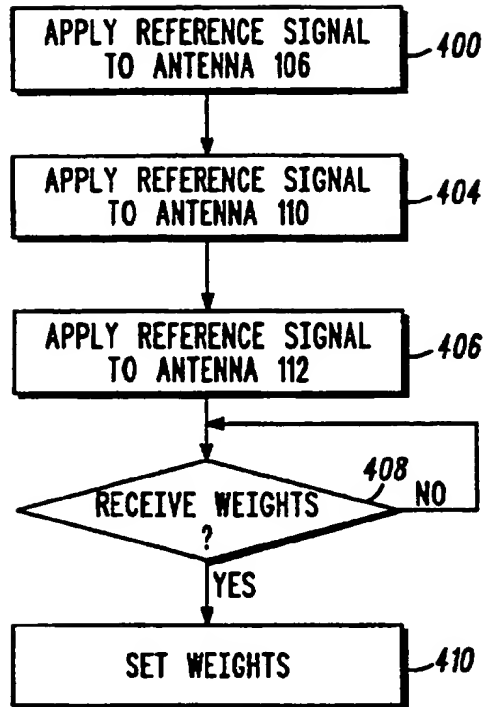 APPLY REFERENCE SIGNAL
TO ANTENNA 106
400
APPLY REFERENCE SIGNAL
TO ANTENNA 110
404
APPLY REFERENCE SIGNAL
TO ANTENNA 112
406
408
RECEIVE WEIGHTS
?
NO
YES
SET WEIGHTS
410